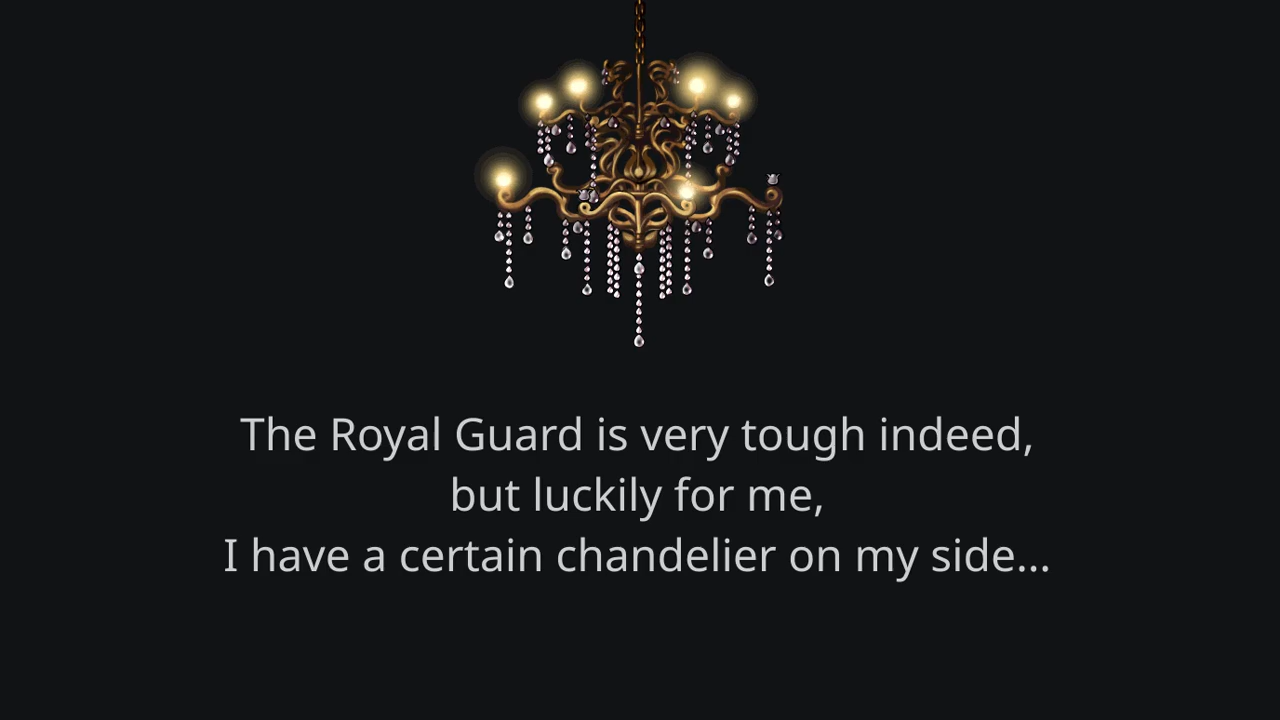 The Royal Guard is very tough indeed,
but luckily for me,
I have a certain chandelier on my side...